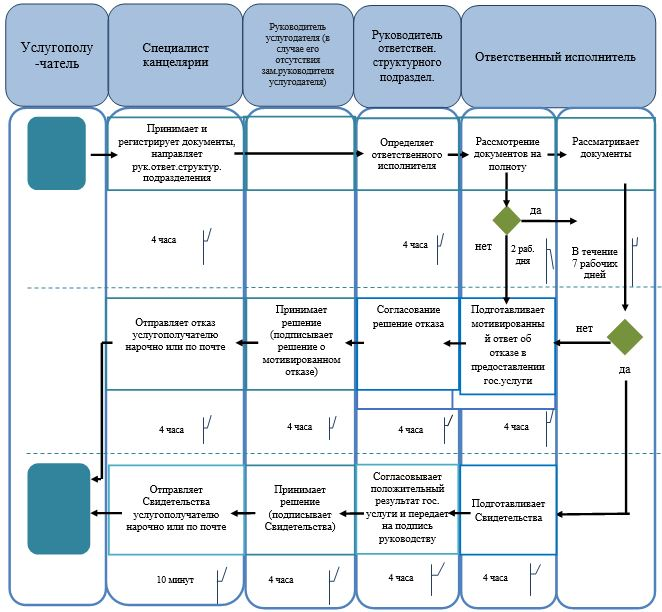 Услугополу
-чатель
Специалист
канцелярии
Руководитель
услугодателя (в
случае его
отсутствия
зам.руководителя
услугодателя)
Руководитель
ответствен.
структурного
подраздел.
Ответственный исполнитель
Принимает и
регистрирует документы,
направляет
рук.ответ.структур.
подразделения
Определяет
ответственного
исполнителя
Рассмотрение
документов на
полноту
Рассматривает
документы
да
нет
4 часа
4 часа
2 раб.
дня
В течение
7 рабочих
дней
Отправляет отказ
услугополучателю
нарочно или по почте
Принимает
решение
(подписывает
решение о
мотивированном
отказе)
Согласование
решение отказа
Подготавливает
мотивированны
й ответ об
отказе в
предоставлении
гос.услуги
нет
да
4 часа
4 часа
4 часа
4 часа
Отправляет
Свидетельства
услугополучателю
нарочно или по почте
Принимает
решение
(подписывает
Свидетельства)
Согласовывает
положительный
результат гос.
услуги и передает
на подпись
руководству
Подготавливает
Свидетельства
10 минут
4 часа
4 часа
4 часа